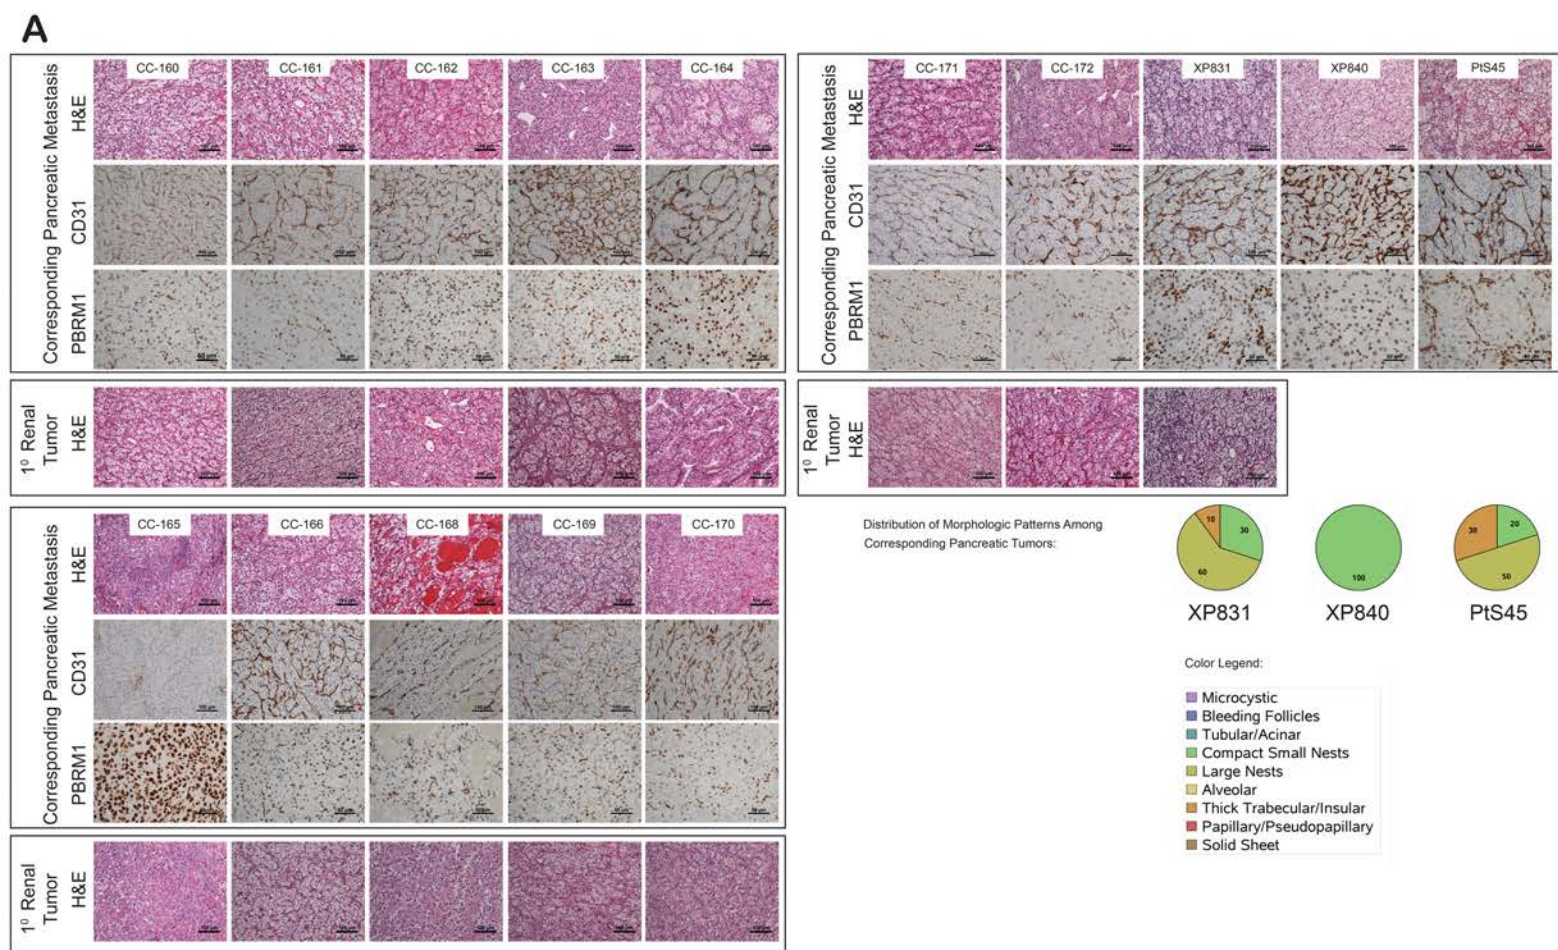 A
CC-160 CC-161 CC-162 CC-163 CC-164
Corresponding Pancreatic Metastasis
H&E
CD31
PBRM1
1⁰ Renal
Tumor
H&E
CC-171 CC-172 XP831 XP840 PtS45
Corresponding Pancreatic Metastasis
H&E
CD31
PBRM1
1⁰ Renal
Tumor
H&E
CC-165 CC-166 CC-168 CC-169 CC-170
Corresponding Pancreatic Metastasis
H&E
CD31
PBRM1
1⁰ Renal
Tumor
H&E
Distribution of Morphologic Patterns Among
Corresponding Pancreatic Tumors:
10 30
60
XP831
100
XP840
30 20
50
PtS45
Color Legend:
Microcystic
Bleeding Follicles
Tubular/Acinar
Compact Small Nests
Large Nests
Alveolar
Thick Trabecular/Insular
Papillary/Pseudopapillary
Solid Sheet